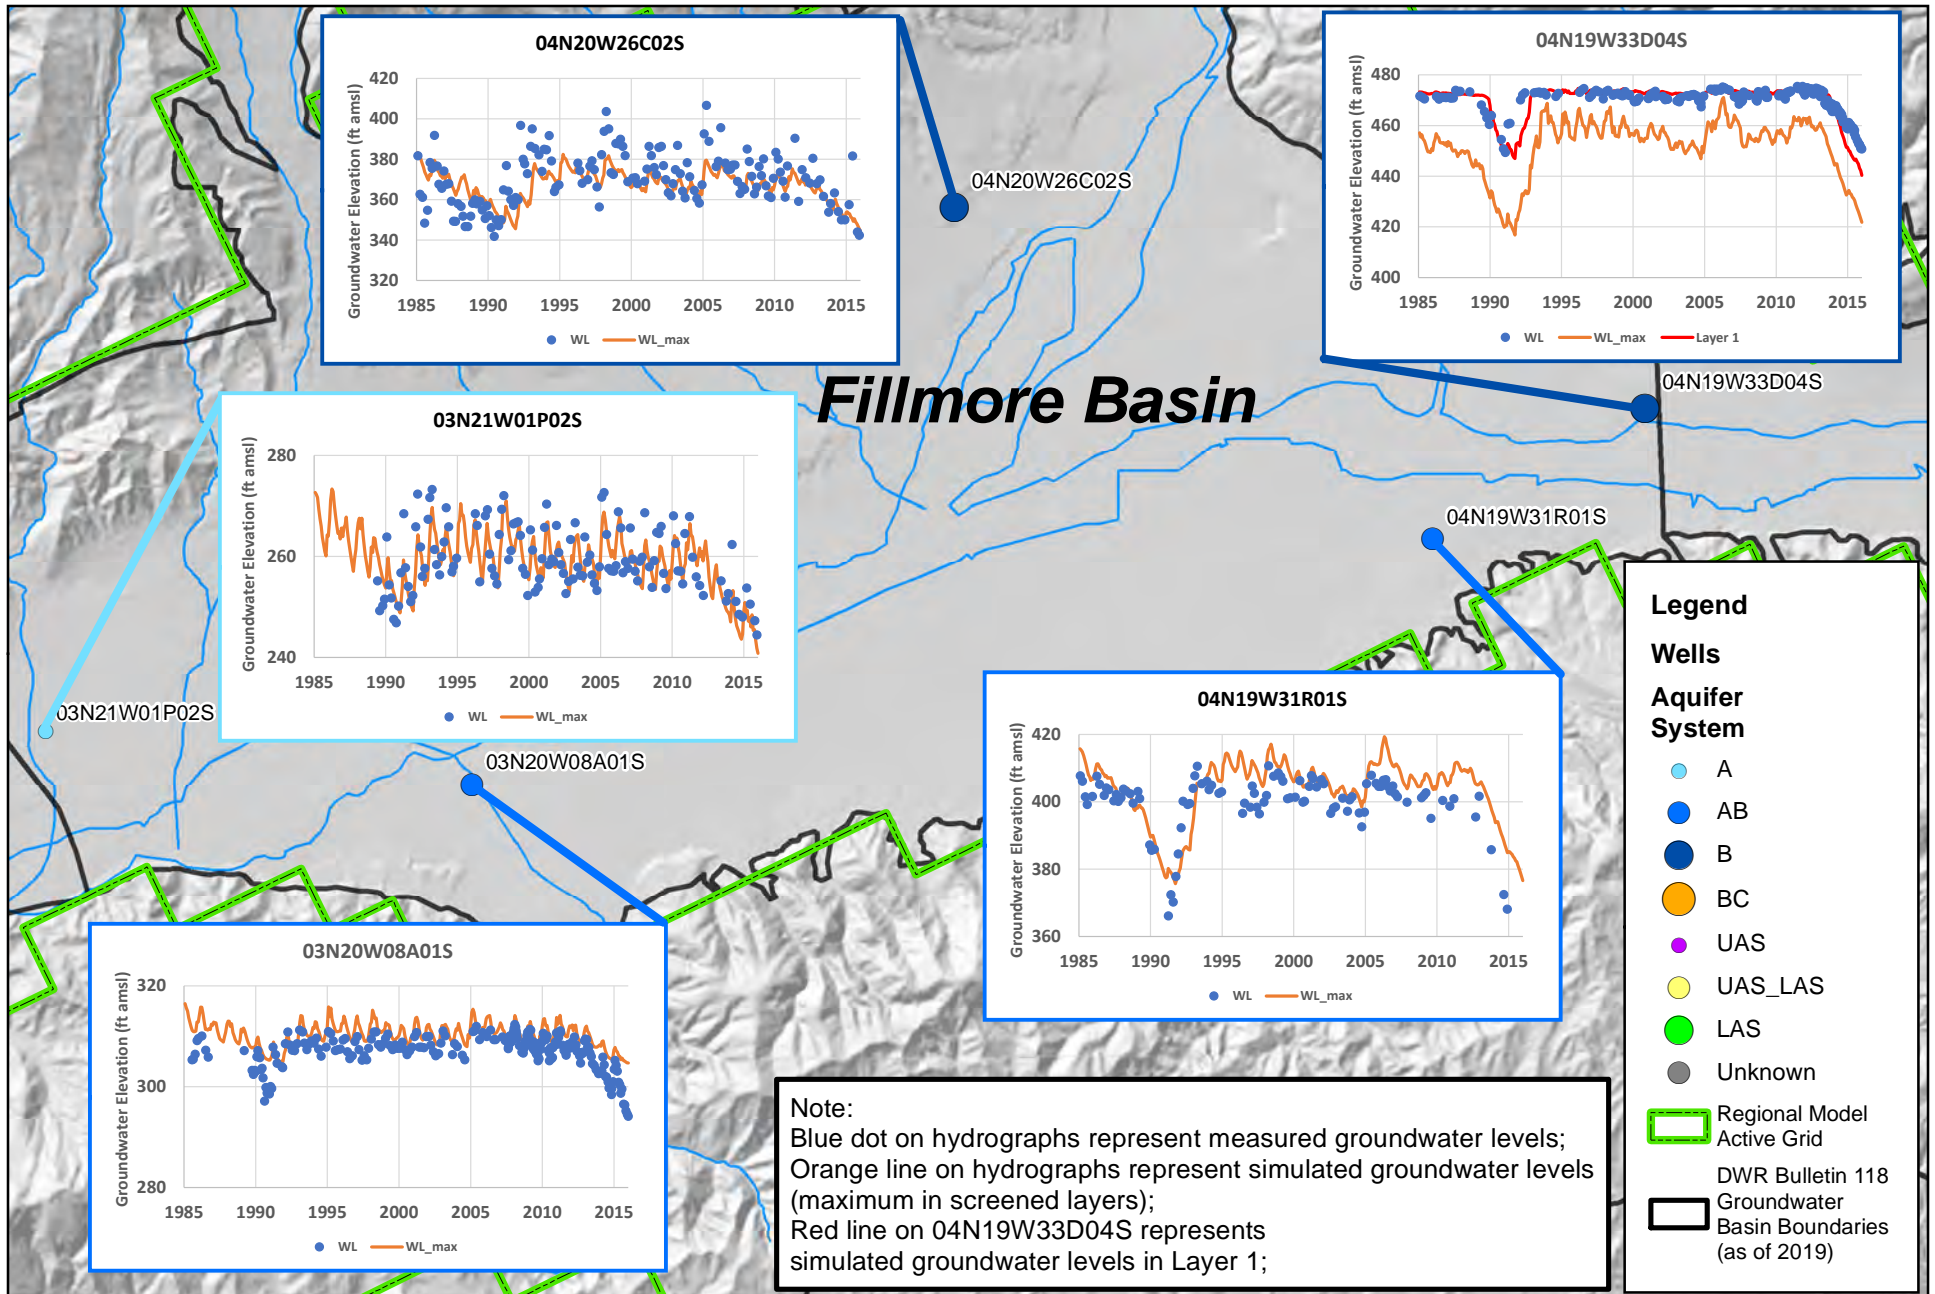 04N20W26C02S
Groundwater Elevation (ft amsl)
420
400
380
360
340
320
1985 1990 1995 2000 2005 2010 2015
WL WL_max
04N19W33D04S
Groundwater Elevation (ft amsl)
480
460
440
420
400
1985 1990 1995 2000 2005 2010 2015
WL WL_max Layer 1
04N20W26C02S
04N19W33D04S
Fillmore Basin
03N21W01P02S
Groundwater Elevation (ft amsl)
280
260
240
1985 1990 1995 2000 2005 2010 2015
WL WL_max
04N19W31R01S
03N21W01P02S
03N20W08A01S
04N19W31R01S
Groundwater Elevation (ft amsl)
420
400
380
360
1985 1990 1995 2000 2005 2010 2015
WL WL_max
03N20W08A01S
Groundwater Elevation (ft amsl)
320
300
280
1985 1990 1995 2000 2005 2010 2015
WL WL_max
Note:
Blue dot on hydrographs represent measured groundwater levels;
Orange line on hydrographs represent simulated groundwater levels
(maximum in screened layers);
Red line on 04N19W33D04S represents
simulated groundwater levels in Layer 1;
Legend
Wells
Aquifer
System
A
AB
B
BC
UAS
UAS_LAS
LAS
Unknown
Regional Model
Active Grid
DWR Bulletin 118
Groundwater
Basin Boundaries
(as of 2019)